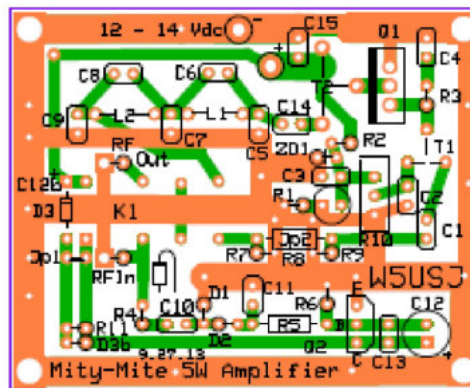 12 - 14 Vdc
-
C15
Q1
+
C8
C6
T2
C4
R3
C9
L2
L1
C14
C7
C5
R2
RF
Out
ZD1
T1
C3
C2
D3
K1
R1
R10
C1
Jp1
Jp2
R7
R8
R9
RFIn
W5USJ
C11
D1
R6
E
C12
R4
C10
R5
B
R11
D2
D3b
9.27.13
Q2
C
C13
+
Mity-Mite 5W Amplifier